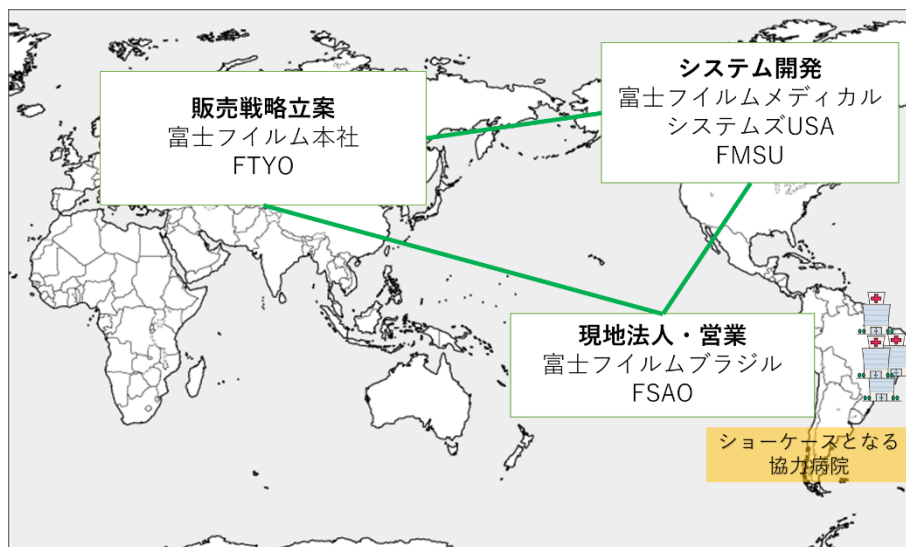 販売戦略立案
富士フイルム本社
FTYO
システム開発
富士フイルムメディカル
システムズUSA
FMSU
現地法人・営業
富士フイルムブラジル
FSAO
ショーケースとなる
協力病院